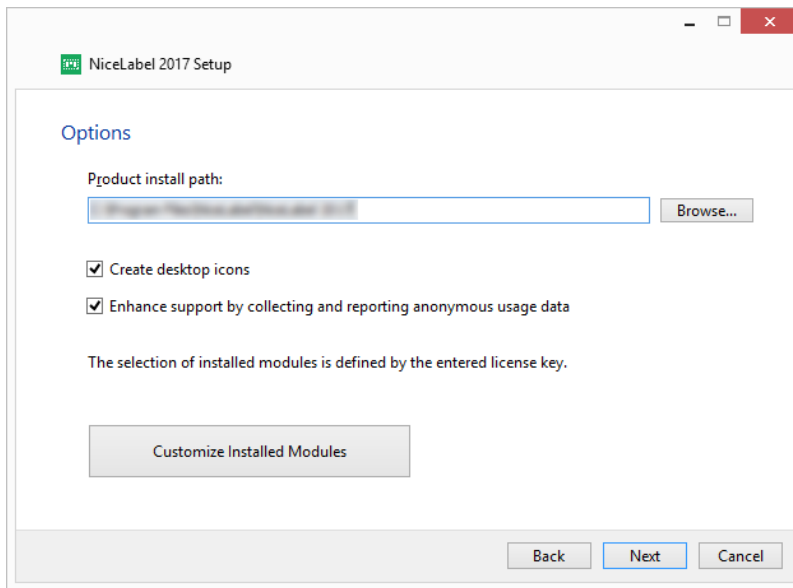 NiceLabel 2017 Setup
Options
Product install path:
Browse...
Create desktop icons
Enhance support by collecting and reporting anonymous usage data
The selection of installed modules is defined by the entered license key.
Customize Installed Modules
Back Next Cancel